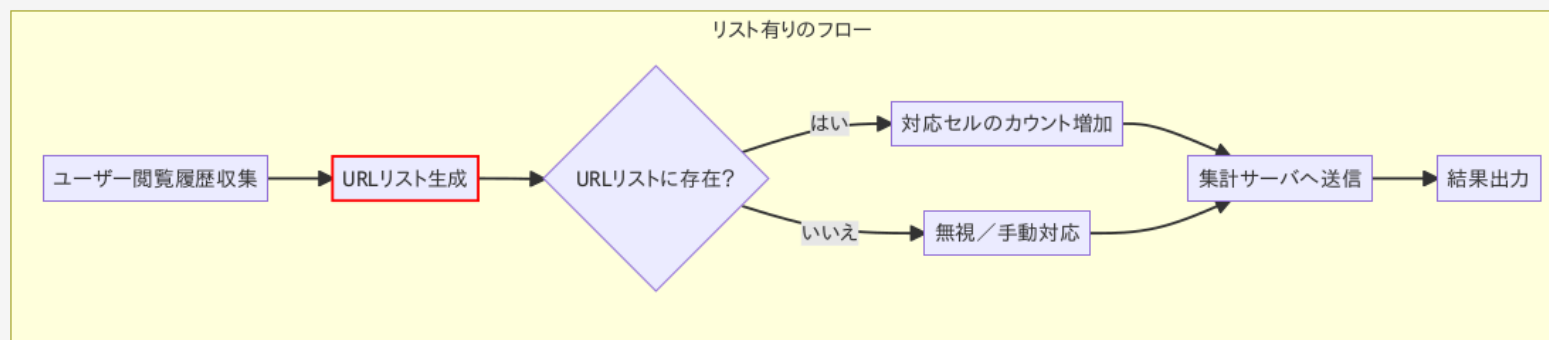 リスト有りのフロー
ユーザー閲覧履歴収集
URLリスト生成
URLリストに存在?
はい
対応セルのカウント増加
いいえ
無視／手動対応
集計サーバへ送信
結果出力